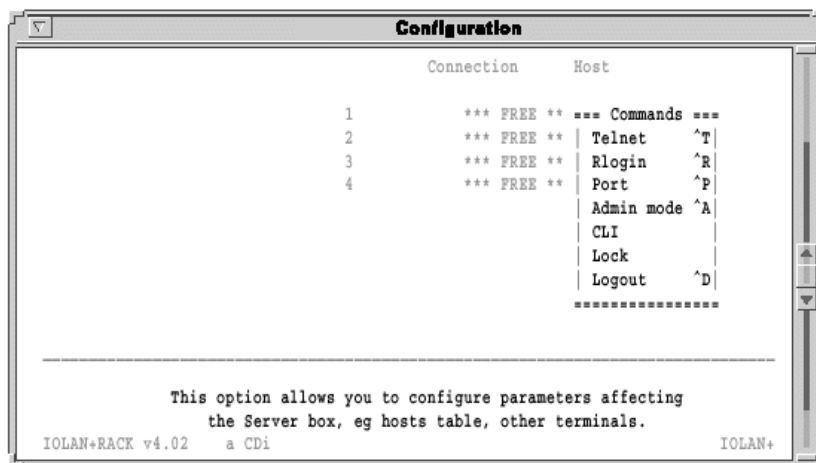 Configuration
Connection Host
1 *** FREE ** === Commands ===
2 *** FREE ** | Telnet ^T|
3 *** FREE ** | Rlogin ^R|
4 *** FREE ** | Port ^P|
| Admin mode ^A|
| CLI |
| Lock |
| Logout ^D|
================
This option allows you to configure parameters affecting
the Server box, eg hosts table, other terminals.
IOLAN+RACK v4.02 a CDi IOLAN+